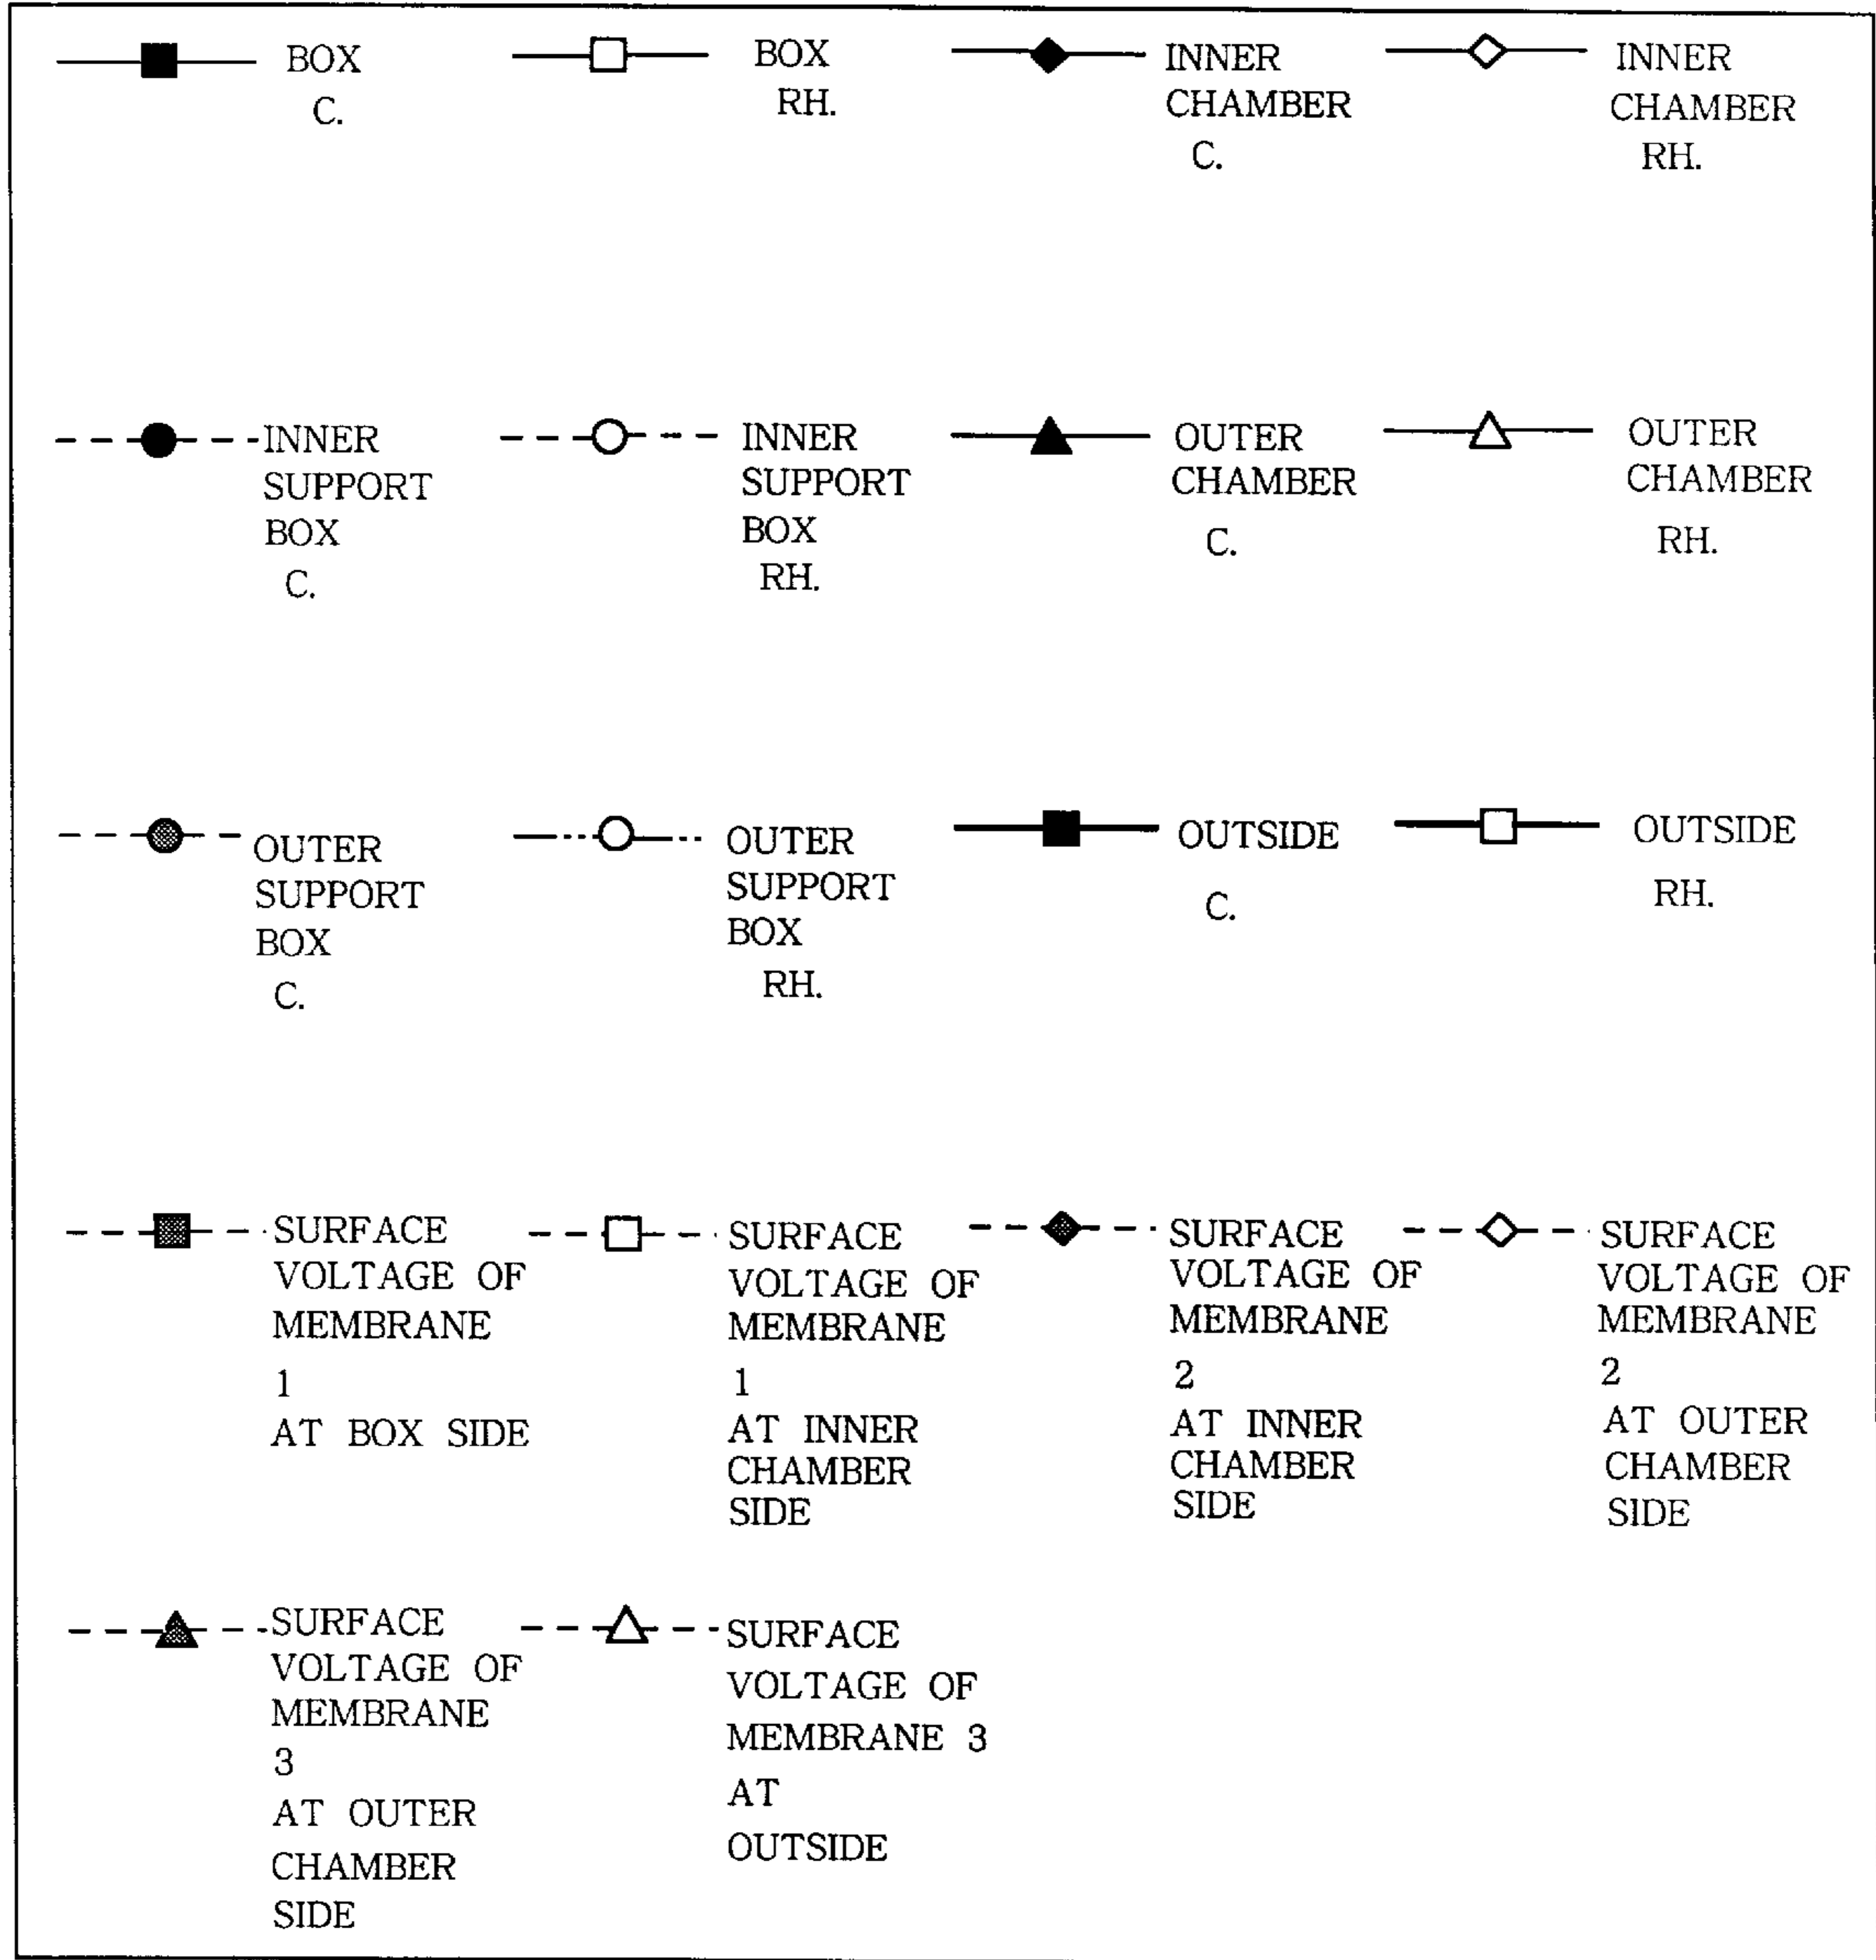 BOX
C.
BOX
RH.
INNER
CHAMBER
C.
INNER
CHAMBER
RH.
INNER
SUPPORT
BOX
C.
INNER
SUPPORT
BOX
RH.
OUTER
CHAMBER
C.
OUTER
CHAMBER
RH.
OUTER
SUPPORT
BOX
C.
OUTER
SUPPORT
BOX
RH.
OUTSIDE
C.
OUTSIDE
RH.
SURFACE
VOLTAGE OF
MEMBRANE
1
AT BOX SIDE
SURFACE
VOLTAGE OF
MEMBRANE
1
AT INNER
CHAMBER
SIDE
SURFACE
VOLTAGE OF
MEMBRANE
2
AT INNER
CHAMBER
SIDE
SURFACE
VOLTAGE OF
MEMBRANE
2
AT OUTER
CHAMBER
SIDE
SURFACE
VOLTAGE OF
MEMBRANE
3
AT OUTER
CHAMBER
SIDE
SURFACE
VOLTAGE OF
MEMBRANE 3
AT
OUTSIDE